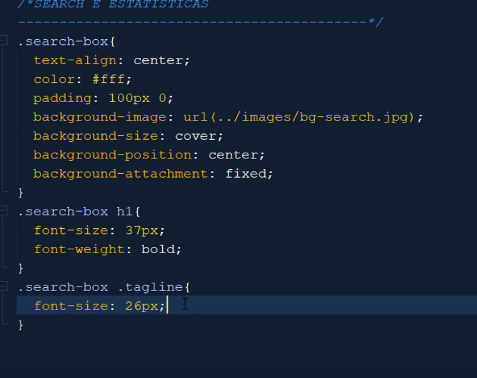 /*SEARCH E ESTATISTICAS
------------------------------------------*/
.search-box{
text-align: center;
color: #fff;
padding: 100px 0;
background-image: url(../images/bg-search.jpg);
background-size: cover;
background-position: center;
background-attachment: fixed;
}
.search-box h1{
font-size: 37px;
font-weight: bold;
}
.search-box .tagline{
font-size: 26px;
}